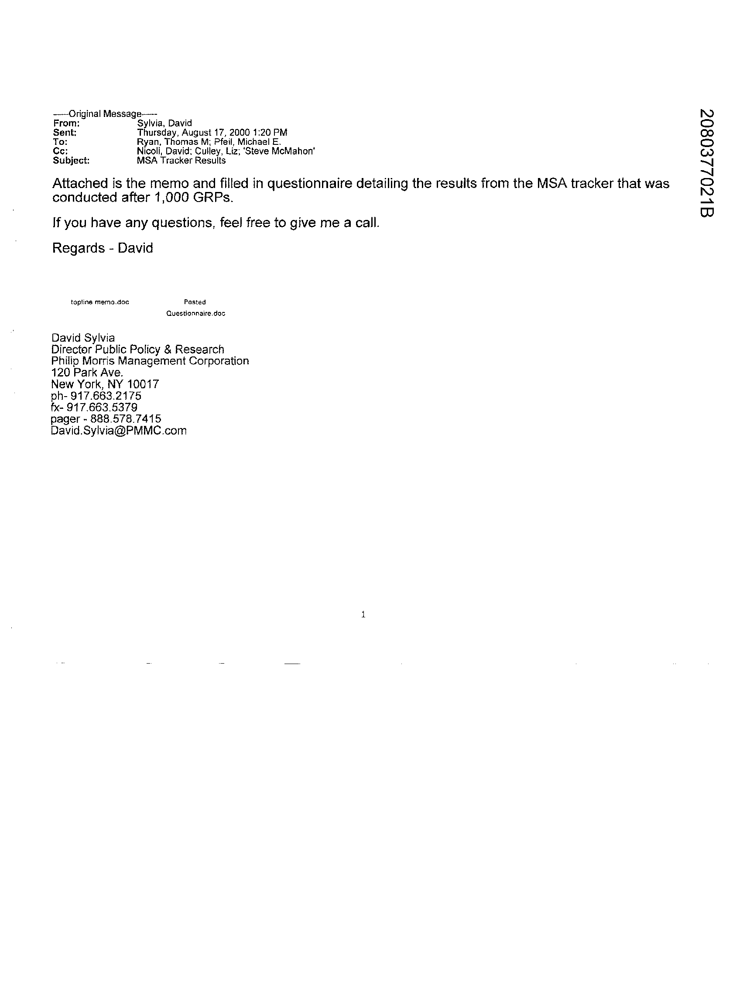 -----Original Message-----
From: Sylvia, David
Sent: Thursday, August 17, 2000 1:20 PM
To: Ryan, Thomas M; Pfeil, Michael E.
Cc: Nicoli, David; Culley, Liz; 'Steve McMahon'
Subject: MSA Tracker Results
Attached is the memo and filled in questionnaire detailing the results from the MSA tracker that was
conducted after 1,000 GRPs.
If you have any questions, feel free to give me a call.
Regards - David
topline memo.doc Posted
Questionnaire.doc
David Sylvia
Director Public Policy & Research
Philip Morris Management Corporation
120 Park Ave.
New York, NY 10017
ph- 917.663.2175
fx- 917.663.5379
pager - 888.578.7415
David.Sylvia@PMMC.com
1
2080377021B